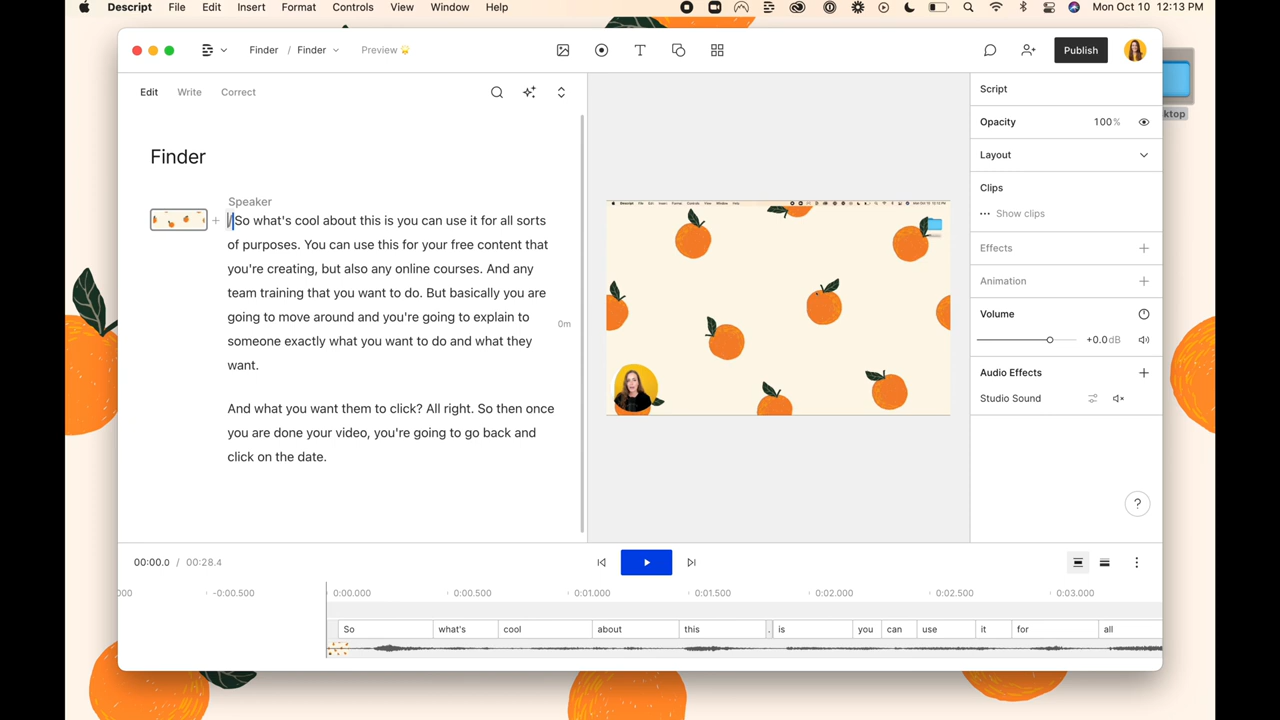 Descript File Edit Insert Format Controls View Window Help Mon Oct 10 12:13 PM
Finder / Finder Preview Publish
ktop
Edit Write Correct
Script
Opacity 100%
Layout
Clips
Show clips
Effects
Animation
Volume
+0.0dB
Audio Effects
Studio Sound
?
Finder
Speaker
/So what's cool about this is you can use it for all sorts
of purposes. You can use this for your free content that
you're creating, but also any online courses. And any
team training that you want to do. But basically you are
going to move around and you're going to explain to
0m
someone exactly what you want to do and what they
want.
And what you want them to click? All right. So then once
you are done your video, you're going to go back and
click on the date.
00:00.0 / 00:28.4
000 -0:00.500 0:00.000 0:00.500 0:01.000 0:01.500 0:02.000 0:02.500 0:03.000
So what's cool about this . is you can use it for all